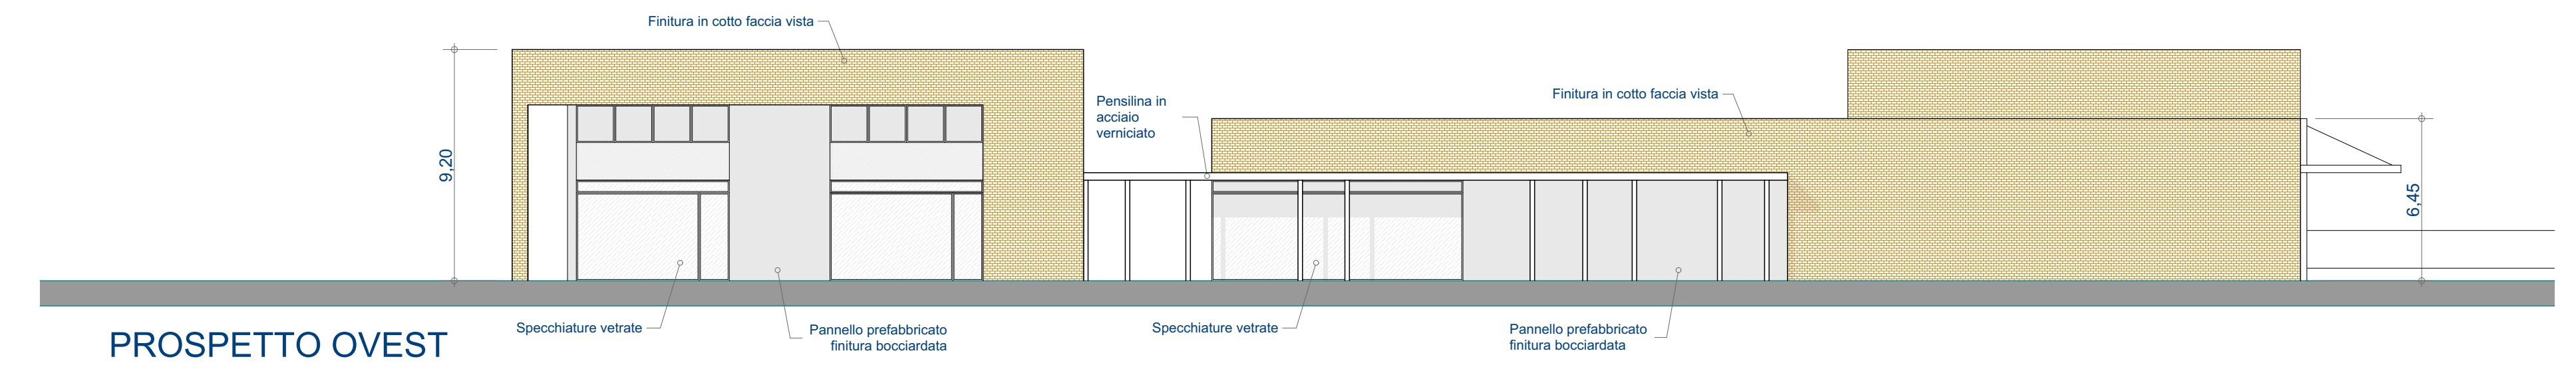 Finitura in cotto faccia vista
9,20
Pensilina in
acciaio
verniciato
Finitura in cotto faccia vista
6,45
Specchiature vetrate
Pannello prefabbricato
finitura bocciardata
Specchiature vetrate
Pannello prefabbricato
finitura bocciardata
PROSPETTO OVEST